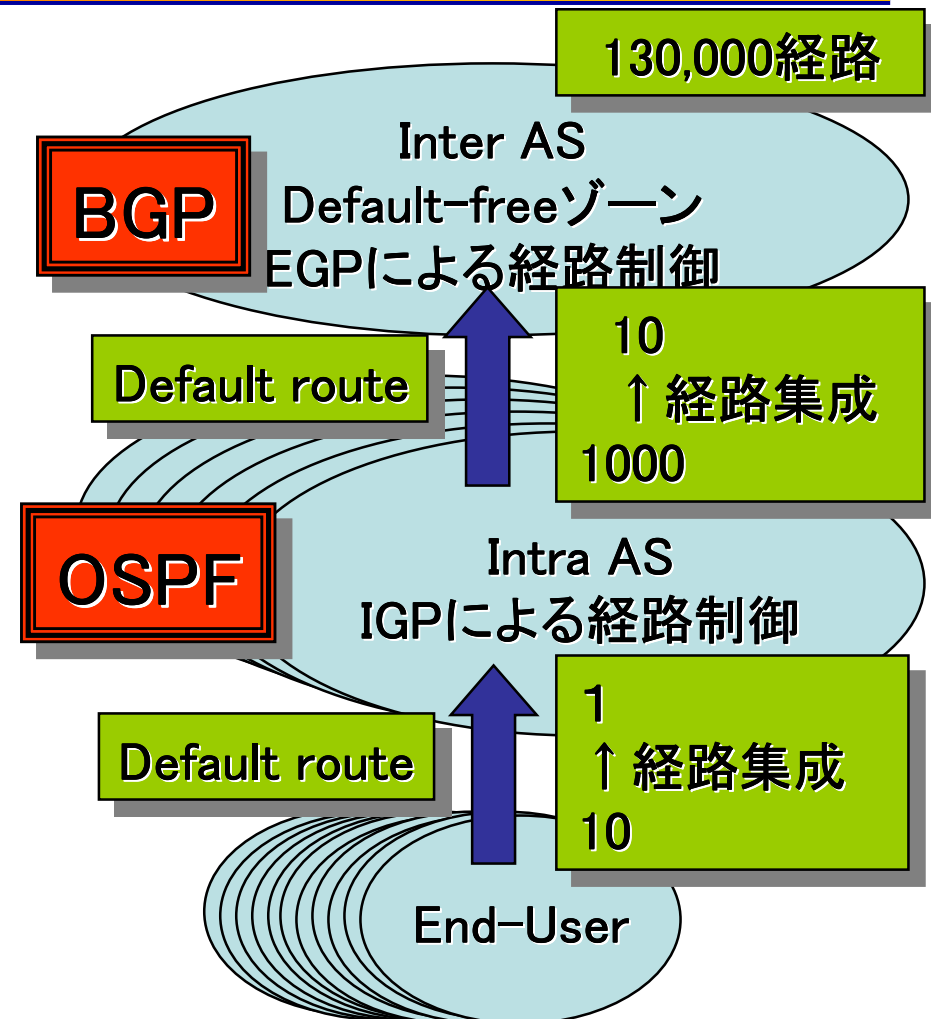 130,000経路
Inter AS
Default-freeゾーン
EGPによる経路制御
BGP
10
↑経路集成
1000
Default route
OSPF
Intra AS
IGPによる経路制御
1
↑経路集成
10
Default route
End-User